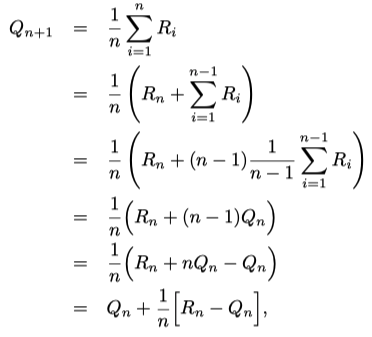 Q_{n+1} = \frac{1}{n} \sum_{i=1}^{n} R_i
= \frac{1}{n} \left( R_n + \sum_{i=1}^{n-1} R_i \right)
= \frac{1}{n} \left( R_n + (n-1) \frac{1}{n-1} \sum_{i=1}^{n-1} R_i \right)
= \frac{1}{n} \Big( R_n + (n-1) Q_n \Big)
= \frac{1}{n} \Big( R_n + n Q_n - Q_n \Big)
= Q_n + \frac{1}{n} \Big[ R_n - Q_n \Big],